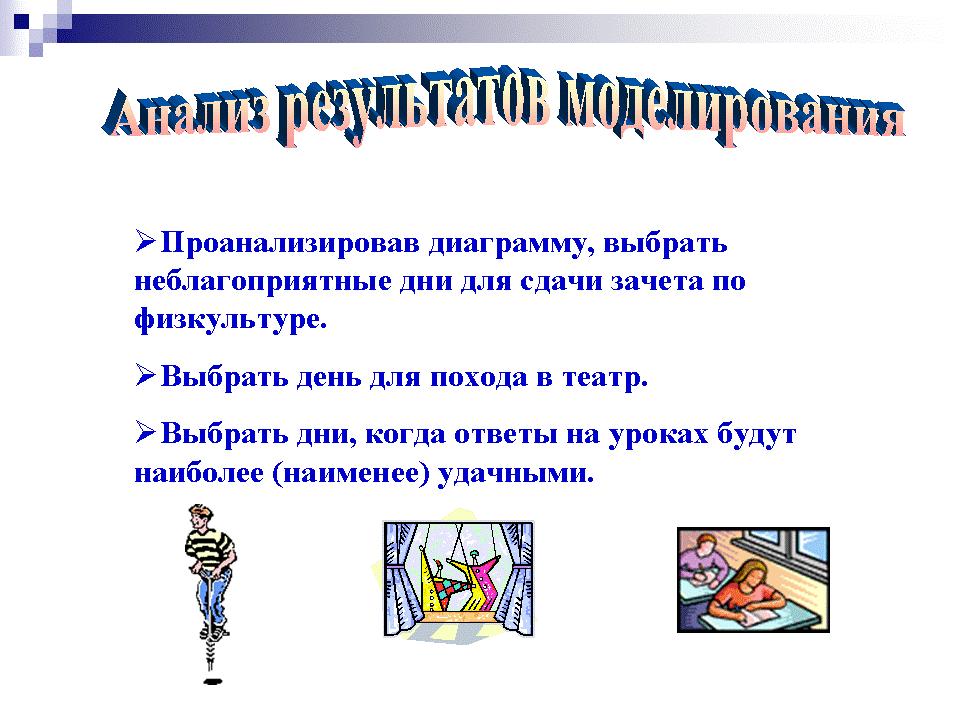 Анализ результатов моделирования
➢Проанализировав диаграмму, выбрать
неблагоприятные дни для сдачи зачета по
физкультуре.
➢Выбрать день для похода в театр.
➢Выбрать дни, когда ответы на уроках будут
наиболее (наименее) удачными.